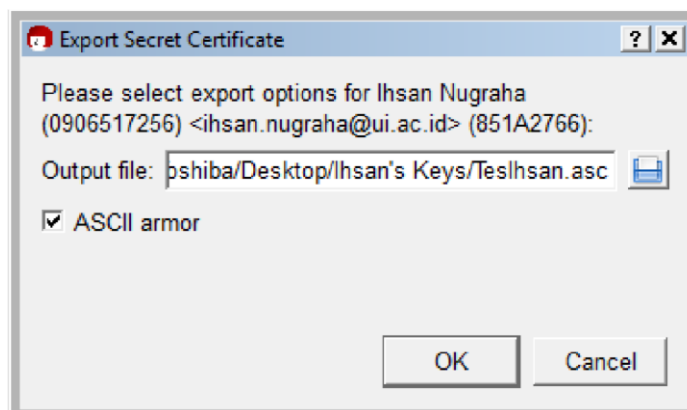 Export Secret Certificate
Please select export options for Ihsan Nugraha
(0906517256) <ihsan.nugraha@ui.ac.id> (851A2766):
Output file: oshiba/Desktop/Ihsan's Keys/TesIhsan.asc
ASCII armor
OK Cancel